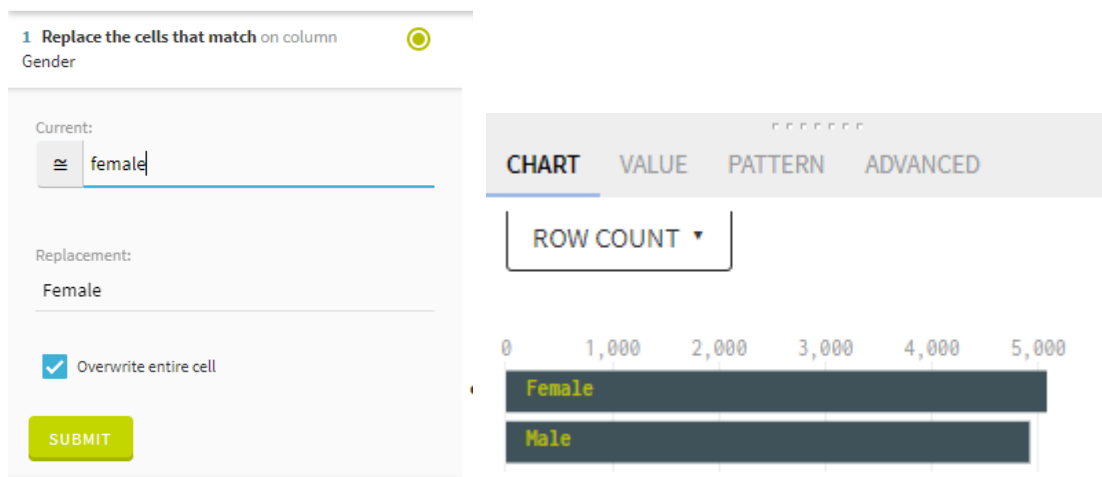 1 Replace the cells that match on column
Gender
Current:
≅ female
Replacement:
Female
Overwrite entire cell
SUBMIT
CHART VALUE PATTERN ADVANCED
ROW COUNT
0 1,000 2,000 3,000 4,000 5,000
Female
Male